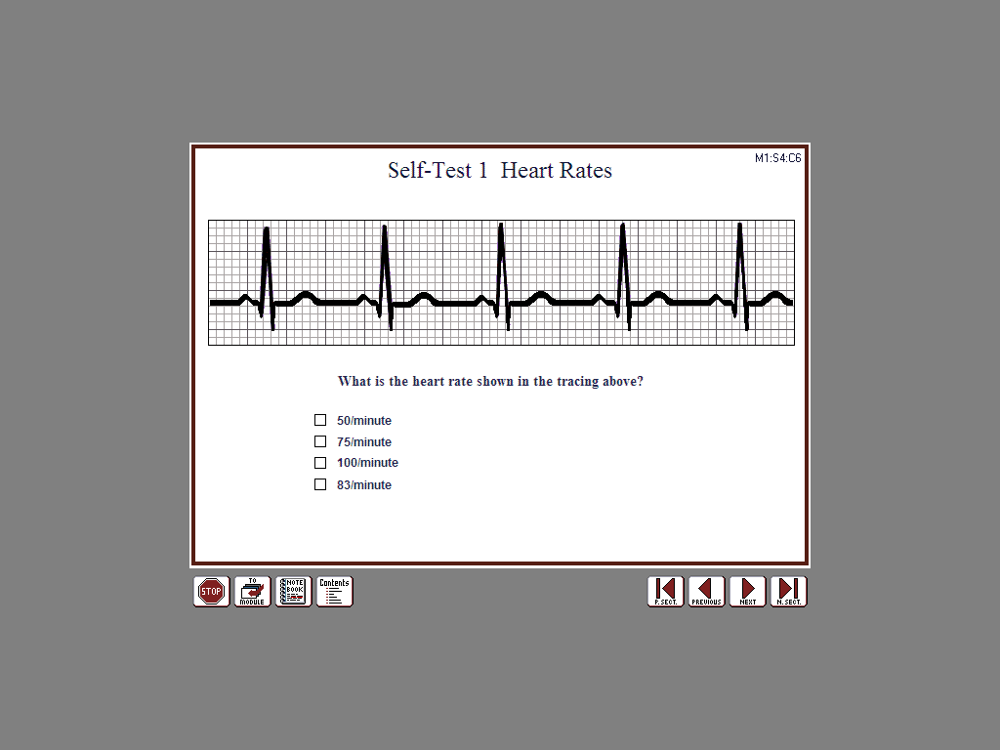 M1:S4:C6
Self-Test 1 Heart Rates
What is the heart rate shown in the tracing above?
50/minute
75/minute
100/minute
83/minute
STOP
TO
MODULE
NOTE
BOOK
Contents
P. SECT.
PREVIOUS
NEXT
N. SECT.